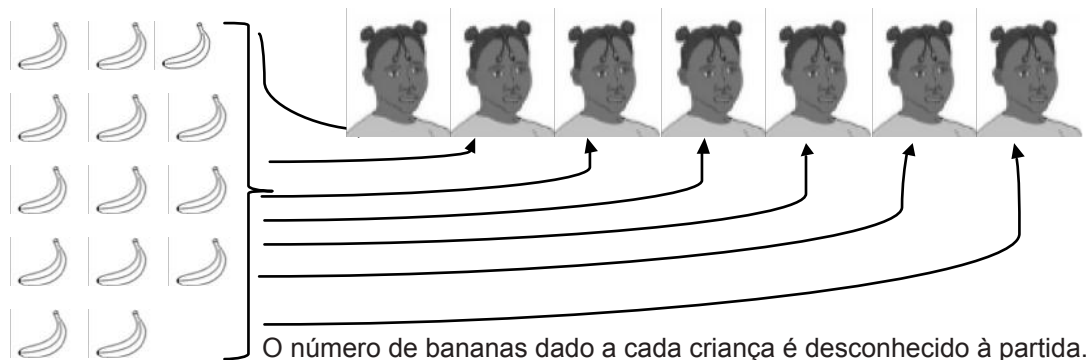 O número de bananas dado a cada criança é desconhecido à partida.